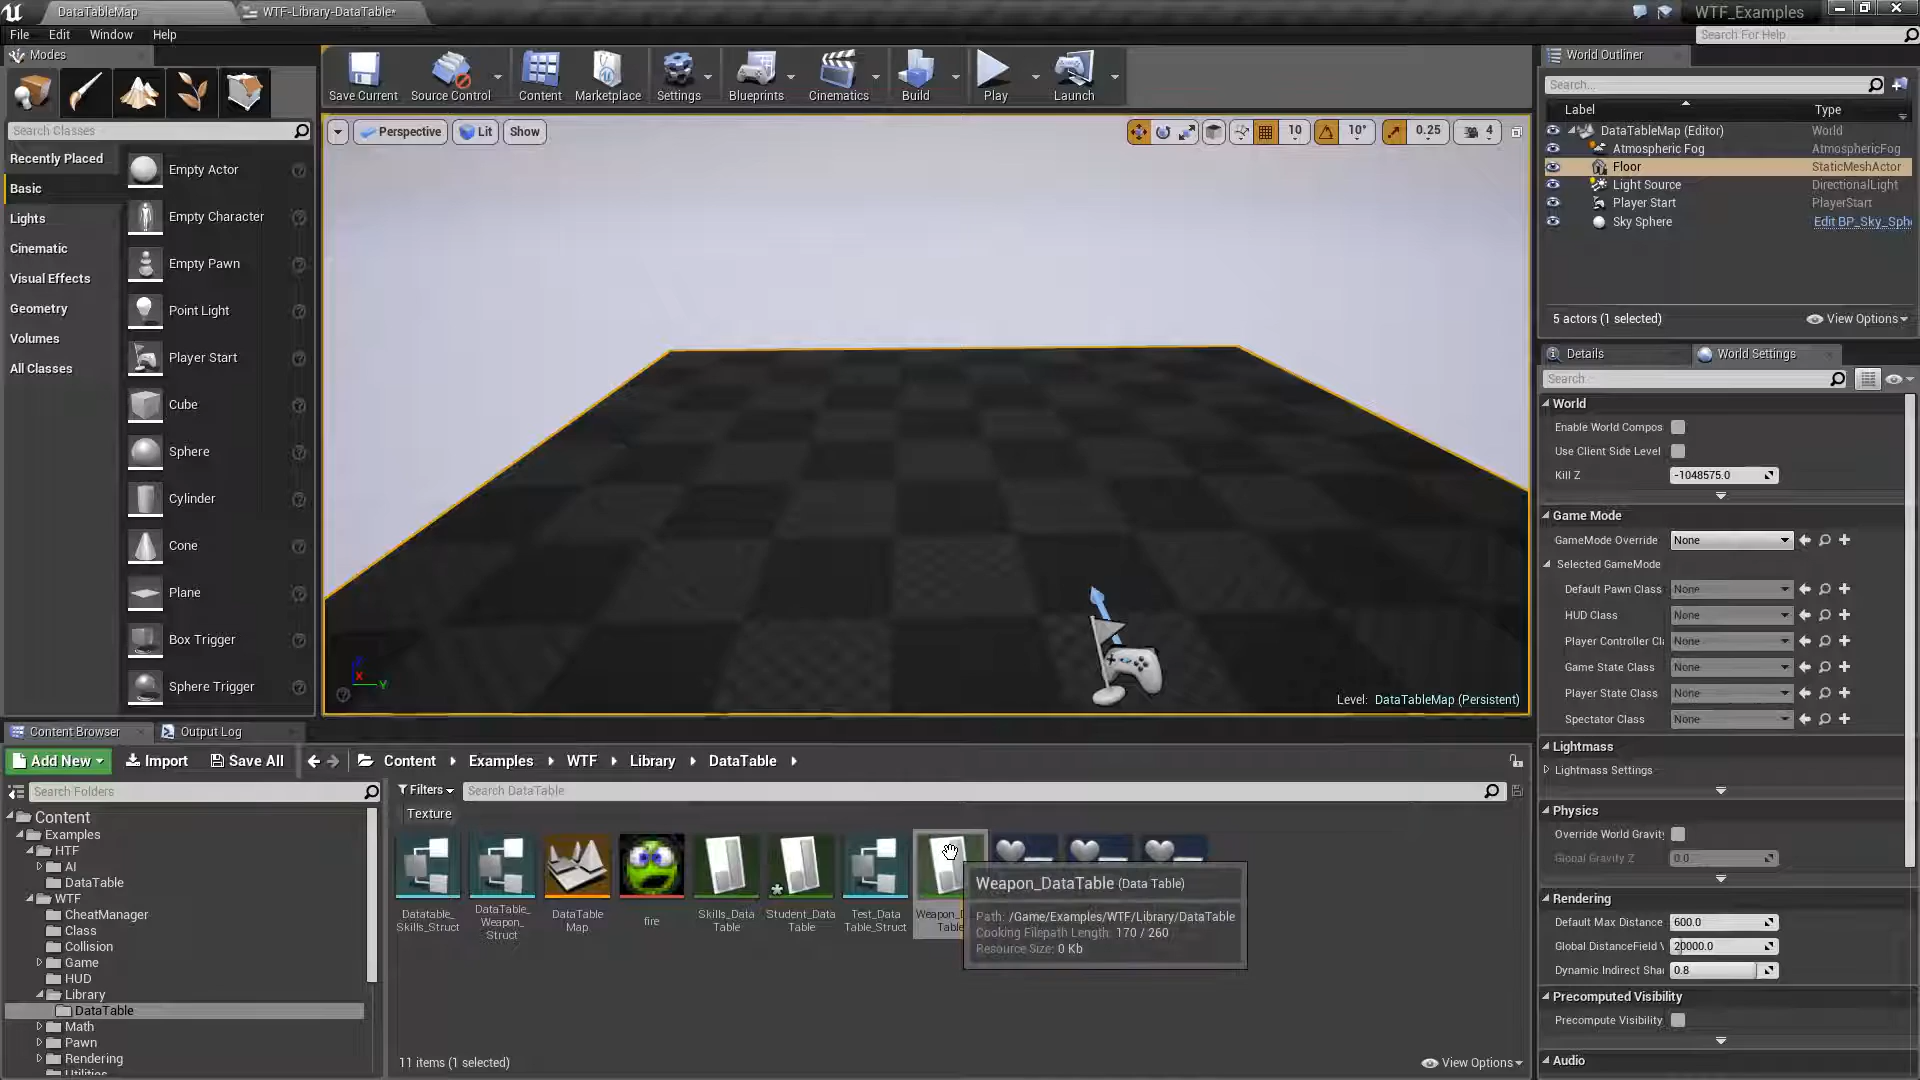 DataTableMap
WTF-Library-DataTable*
WTF_Examples
File Edit Window Help
Search For Help
Modes
Search Classes
Recently Placed
Basic
Lights
Cinematic
Visual Effects
Geometry
Volumes
All Classes
Empty Actor
Empty Character
Empty Pawn
Point Light
Player Start
Cube
Sphere
Cylinder
Cone
Plane
Box Trigger
Sphere Trigger
Save Current
Source Control
Content
Marketplace
Settings
Blueprints
Cinematics
Build
Play
Launch
Perspective
Lit
Show
10
10°
0.25
4
X
Y
Level: DataTableMap (Persistent)
World Outliner
Search...
Label Type
DataTableMap (Editor) World
Atmospheric Fog AtmosphericFog
Floor StaticMeshActor
Light Source DirectionalLight
Player Start PlayerStart
Sky Sphere Edit BP_Sky_Sph
5 actors (1 selected)
View Options
Details
World Settings
Search
World
Enable World Compos
Use Client Side Level
Kill Z -1048575.0
Game Mode
GameMode Override None
Selected GameMode
Default Pawn Class None
HUD Class None
Player Controller Cl None
Game State Class None
Player State Class None
Spectator Class None
Lightmass
Lightmass Settings
Physics
Override World Gravit
Global Gravity Z 0.0
Rendering
Default Max Distance 600.0
Global DistanceField V 20000.0
Dynamic Indirect Sha 0.8
Precomputed Visibility
Precompute Visibility
Audio
Content Browser
Output Log
Add New
Import
Save All
Content
Examples
WTF
Library
DataTable
Search Folders
Filters
Search DataTable
Texture
Content
Examples
HTF
AI
DataTable
WTF
CheatManager
Class
Collision
Game
HUD
Library
DataTable
Math
Pawn
Rendering
Utilities
Datatable_
Skills_Struct
DataTable_
Weapon_
Struct
DataTable
Map
fire
Skills_Data
Table
Student_Data
Table
Test_Data
Table_Struct
Weapon_D
Table
Weapon_DataTable (Data Table)
Path: /Game/Examples/WTF/Library/DataTable
Cooking Filepath Length: 170 / 260
Resource Size: 0 Kb
11 items (1 selected)
View Options